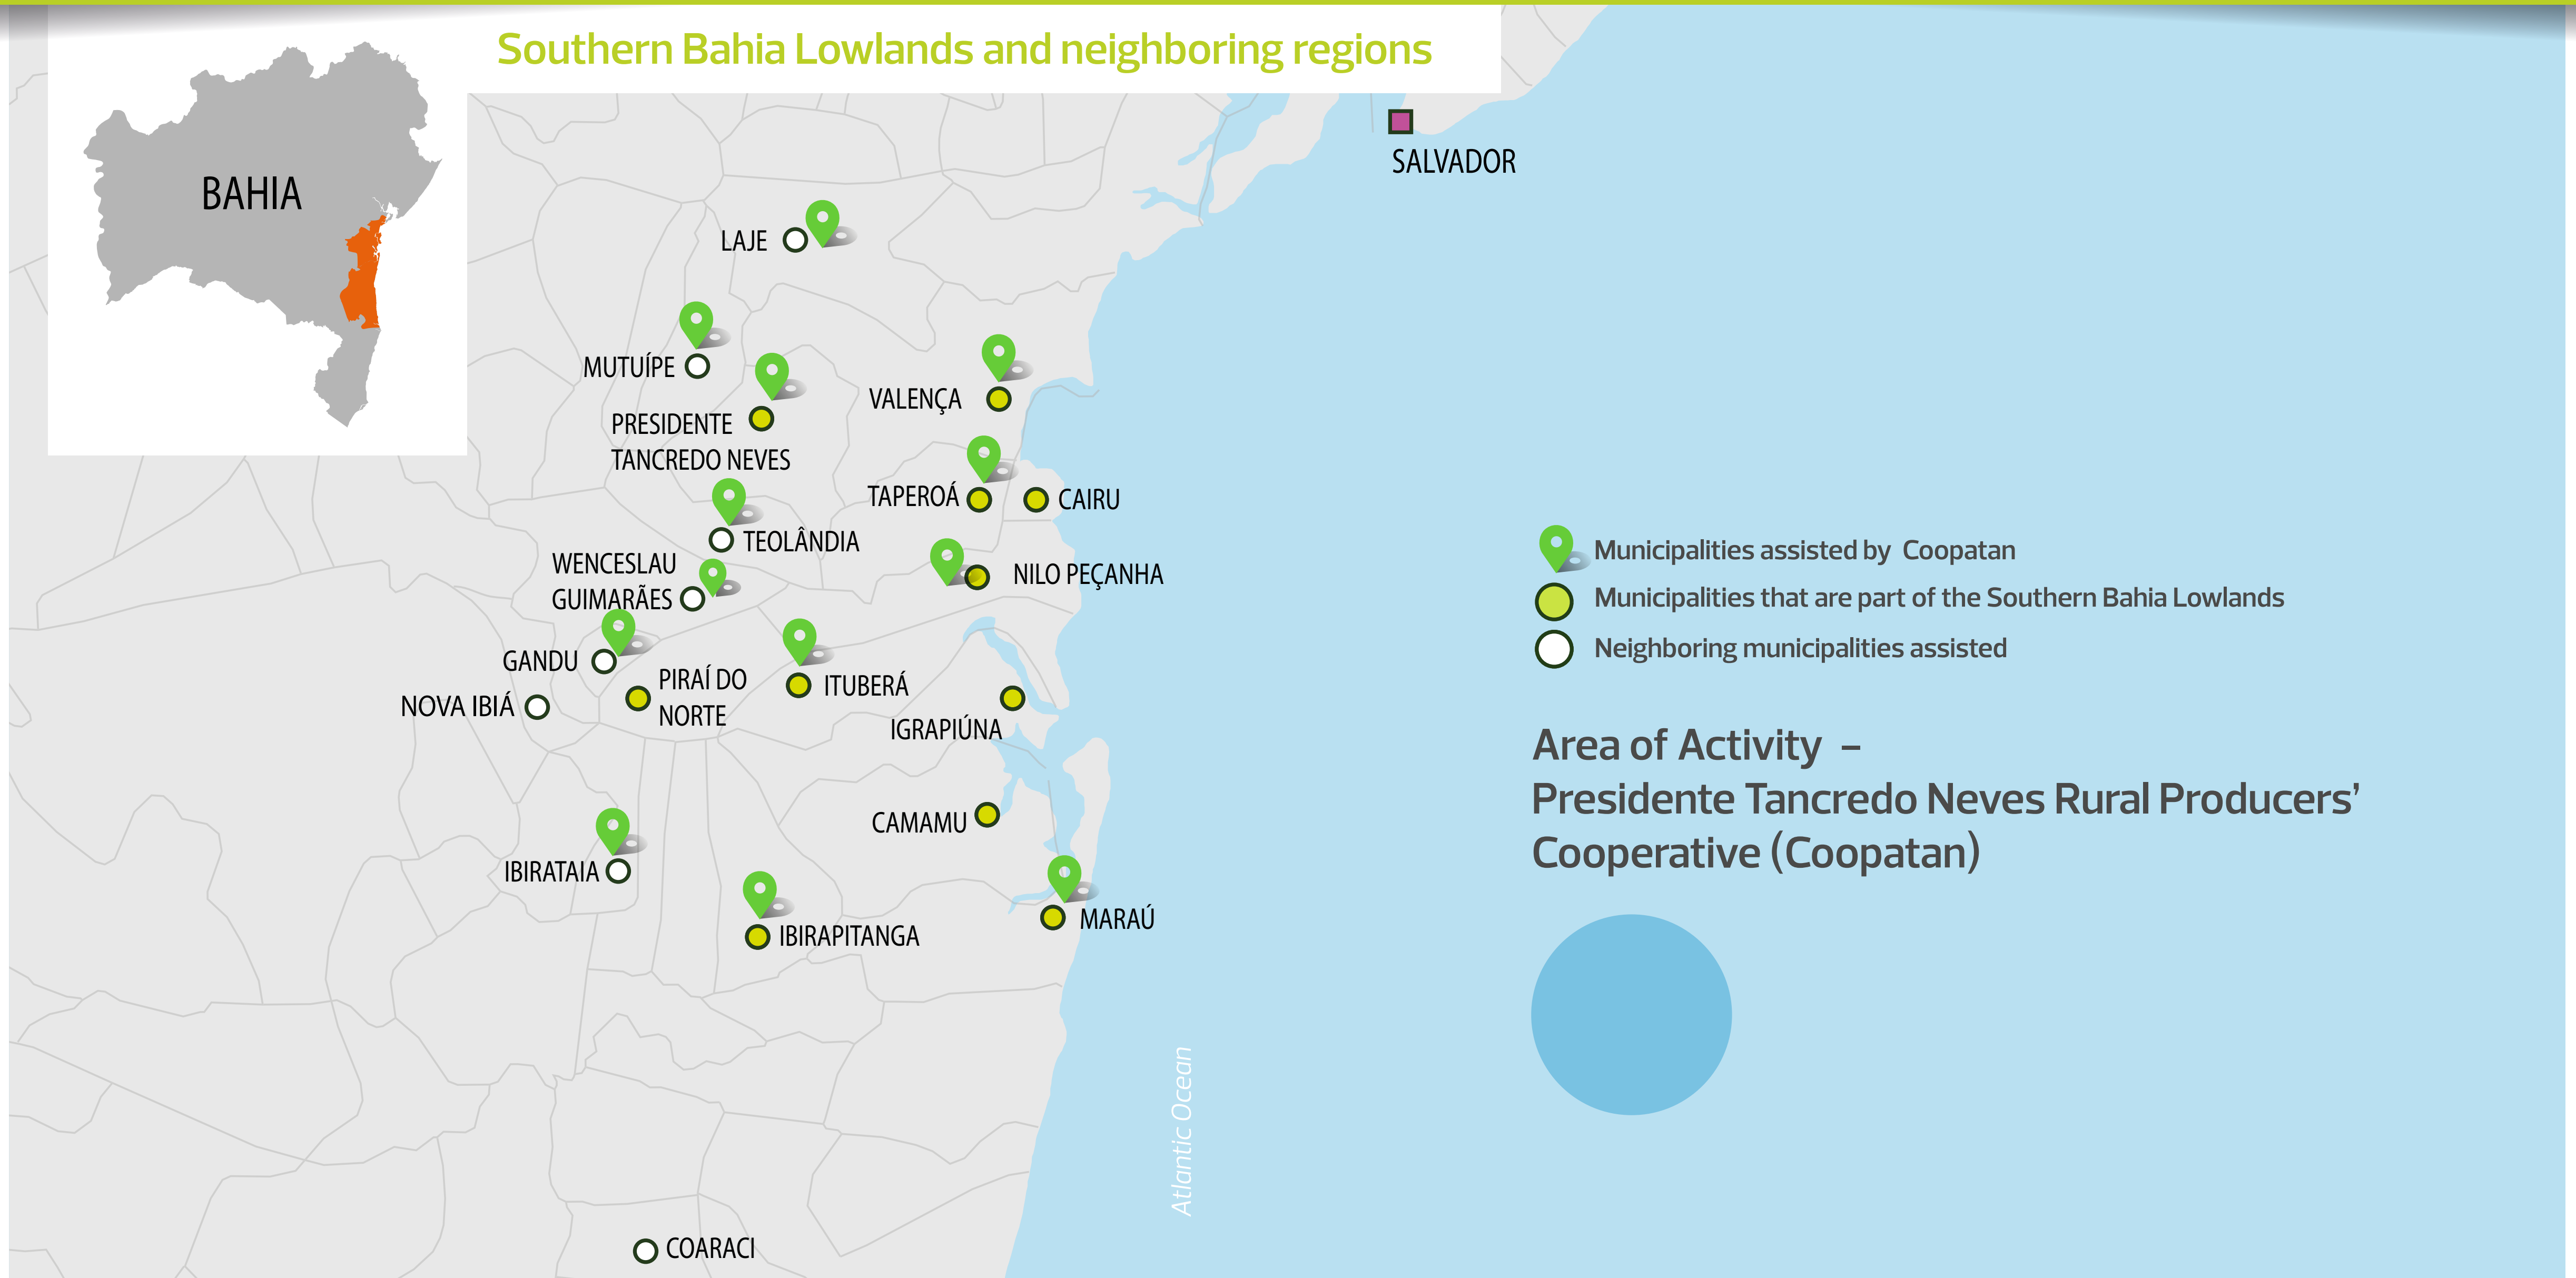 Southern Bahia Lowlands and neighboring regions
BAHIA
SALVADOR
LAJE
MUTUÍPE
PRESIDENTE
TANCREDO NEVES
VALENÇA
TAPEROÁ
CAIRU
TEOLÂNDIA
WENCESLAU
GUIMARÃES
NILO PEÇANHA
GANDU
PIRAÍ DO
NORTE
ITUBERÁ
NOVA IBIÁ
IGRAPIÚNA
CAMAMU
IBIRATAIA
IBIRAPITANGA
MARAÚ
COARACI
Atlantic Ocean
Municipalities assisted by Coopatan
Municipalities that are part of the Southern Bahia Lowlands
Neighboring municipalities assisted
Area of Activity –
Presidente Tancredo Neves Rural Producers’
Cooperative (Coopatan)